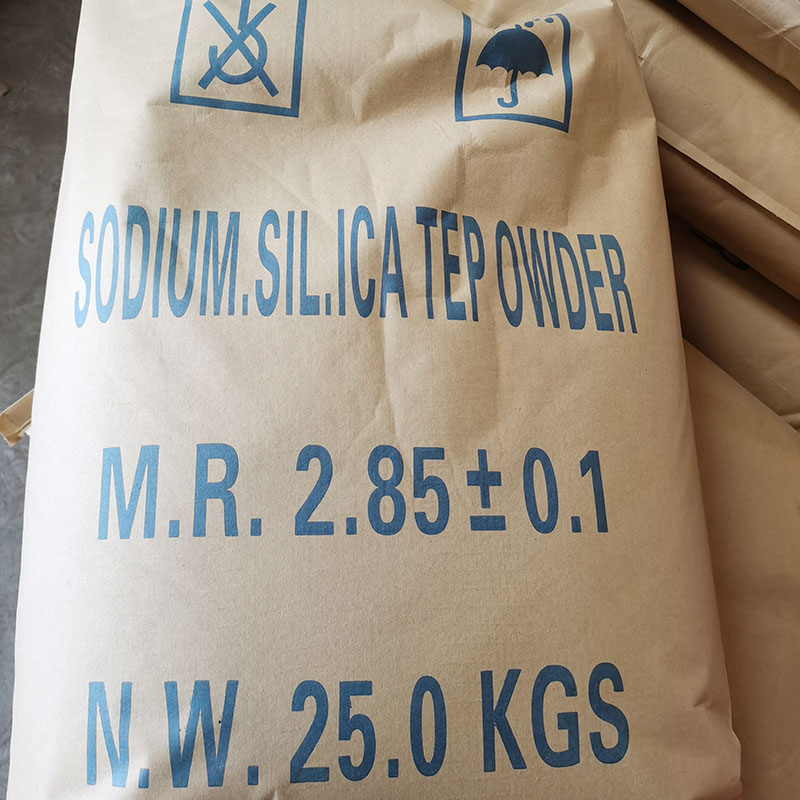 SODIUM.SIL.ICA TEP OWDER
M.R. 2.85±0.1
N.W. 25.0 KGS